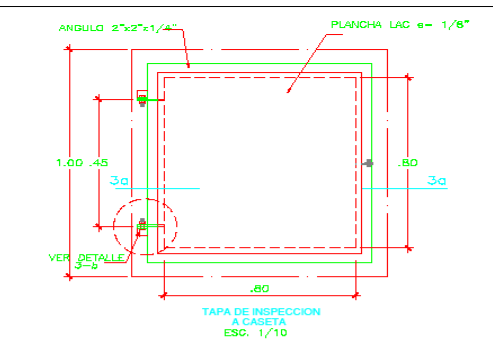 ANGULO 2"x2"x1/4"
PLANCHA LAC e= 1/8"
1.00 .45
.80
3a
3a
VER DETALLE
3-b
.80
TAPA DE INSPECCION
A CASETA
ESC. 1/10